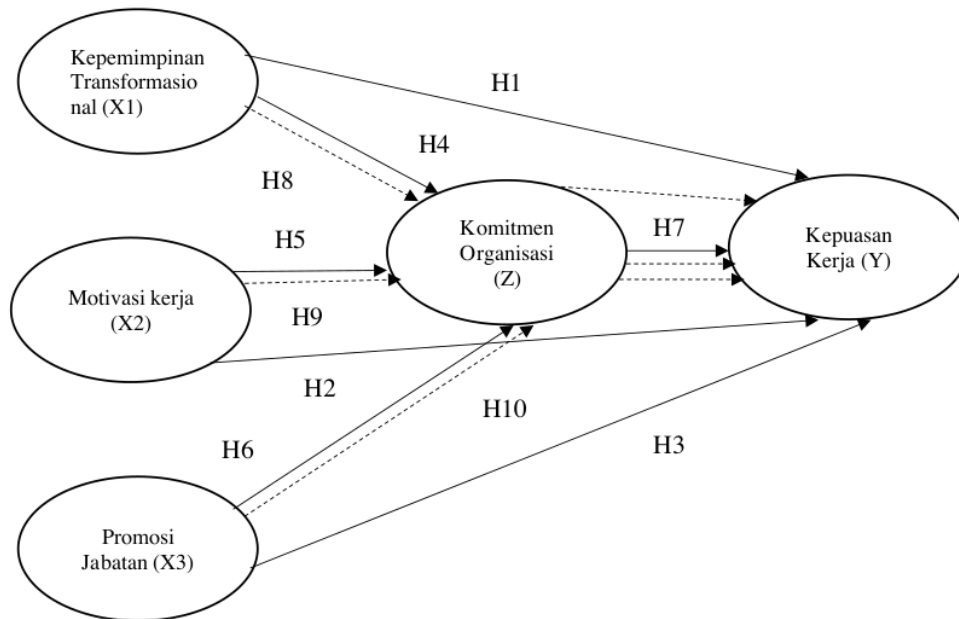 Kepemimpinan
Transformasio
nal (X1)
H1
H4
H8
Komitmen
Organisasi
(Z)
H7
Kepuasan
Kerja (Y)
H5
Motivasi kerja
(X2)
H9
H2
H10
H6
H3
Promosi
Jabatan (X3)